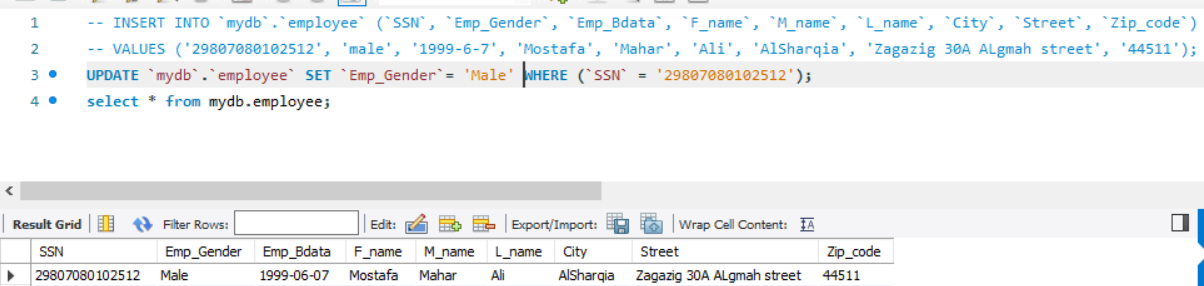 1 -- INSERT INTO `mydb`.`employee` (`SSN`, `Emp_Gender`, `Emp_Bdata`, `F_name`, `M_name`, `L_name`, `City`, `Street`, `Zip_code`)
2 -- VALUES ('29807080102512', 'male', '1999-6-7', 'Mostafa', 'Mahar', 'Ali', 'AlSharqia', 'Zagazig 30A ALgmah street', '44511');
3 UPDATE `mydb`.`employee` SET `Emp_Gender`= 'Male' WHERE (`SSN` = '29807080102512');
4 select * from mydb.employee;
Result Grid Filter Rows: Edit: Export/Import: Wrap Cell Content:
SSN Emp_Gender Emp_Bdata F_name M_name L_name City Street Zip_code
29807080102512 Male 1999-06-07 Mostafa Mahar Ali AlSharqia Zagazig 30A ALgmah street 44511